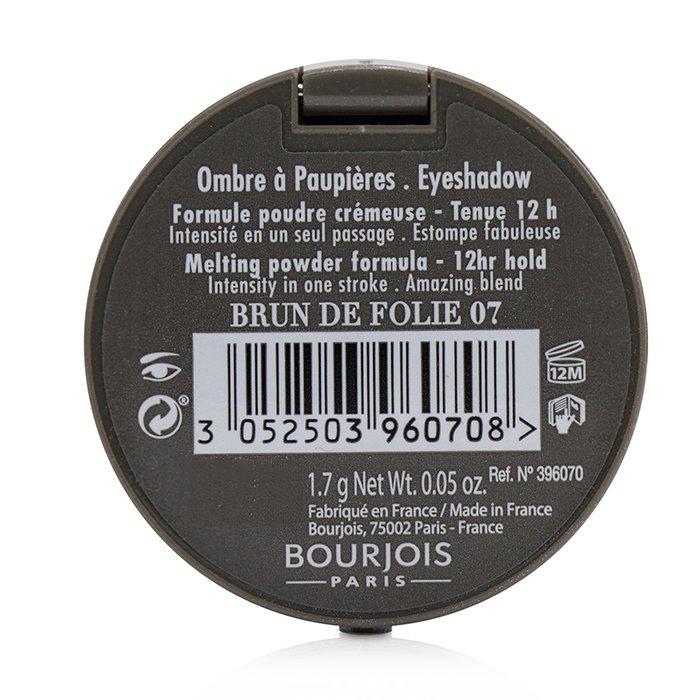 Ombre à Paupières . Eyeshadow
Formule poudre crémeuse - Tenue 12 h
Intensité en un seul passage . Estompe fabuleuse
Melting powder formula - 12hr hold
Intensity in one stroke . Amazing blend
BRUN DE FOLIE 07
12M
3 052503 960708 >
1.7 g Net Wt. 0.05 oz. Ref. N° 396070
Fabriqué en France / Made in France
Bourjois, 75002 Paris - France
BOURJOIS
PARIS